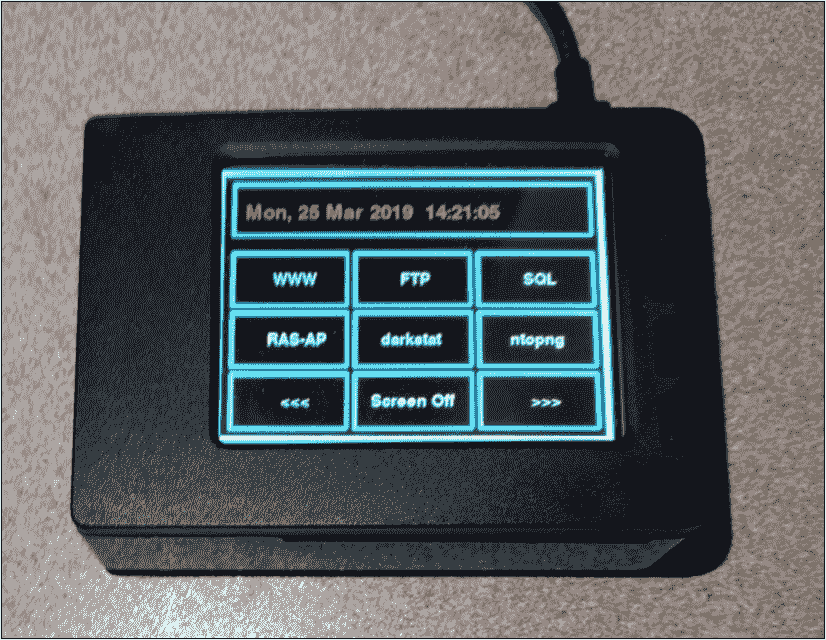 Mon, 25 Mar 2019 14:21:05
WWW FTP SQL
RAS-AP darkstat ntopng
<<< Screen Off >>>